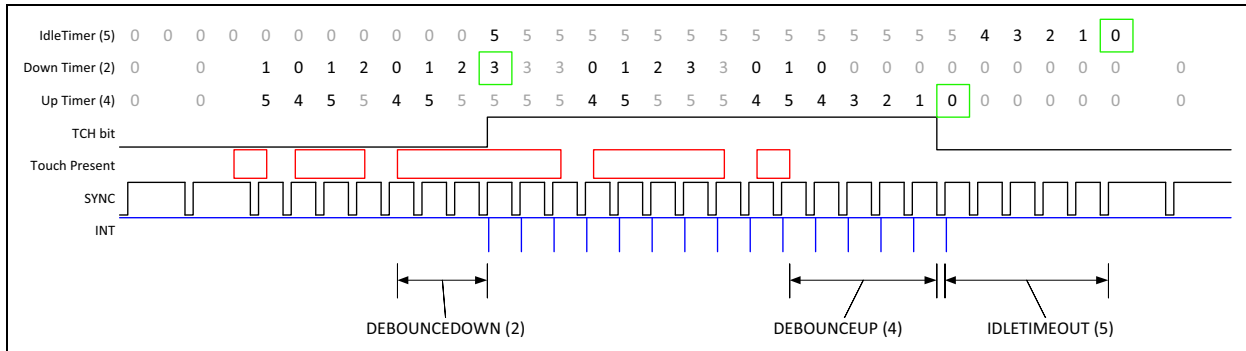 IdleTimer (5) 0 0 0 0 0 0 0 0 0 0 0 5 5 5 5 5 5 5 5 5 5 5 5 5 5 5 4 3 2 1 0
Down Timer (2) 0 0 1 0 1 2 0 1 2 3 3 3 0 1 2 3 3 0 1 0 0 0 0 0 0 0 0 0 0 0
Up Timer (4) 0 0 5 4 5 5 4 5 5 5 5 5 4 5 5 5 5 4 5 4 3 2 1 0 0 0 0 0 0 0
TCH bit
Touch Present
SYNC
INT
DEBOUNCEDOWN (2) DEBOUNCEUP (4) IDLETIMEOUT (5)